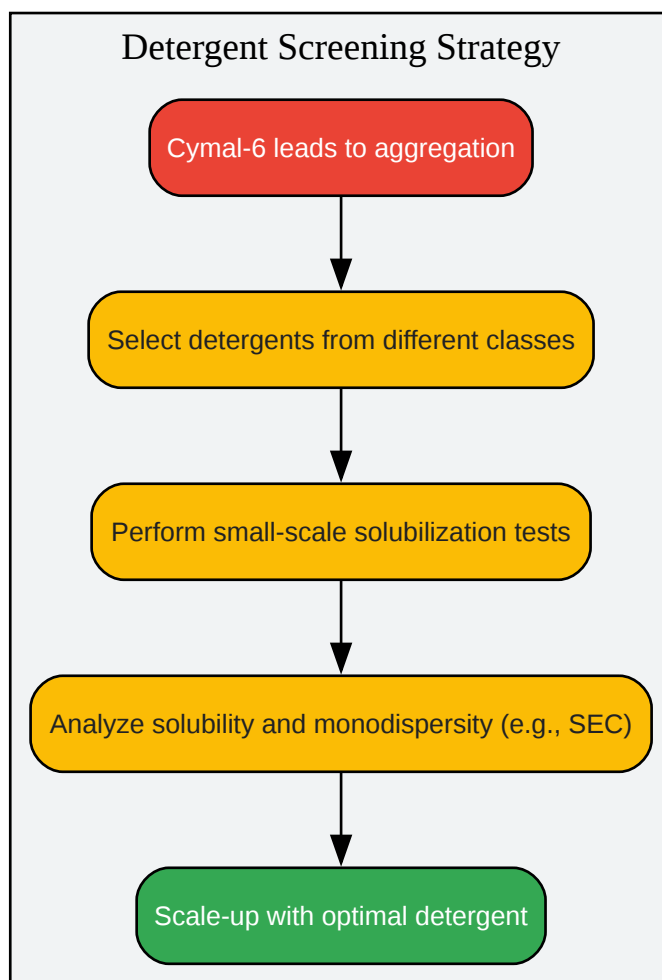 Detergent Screening Strategy
Cymal-6 leads to aggregation
Select detergents from different classes
Perform small-scale solubilization tests
Analyze solubility and monodispersity (e.g., SEC)
Scale-up with optimal detergent